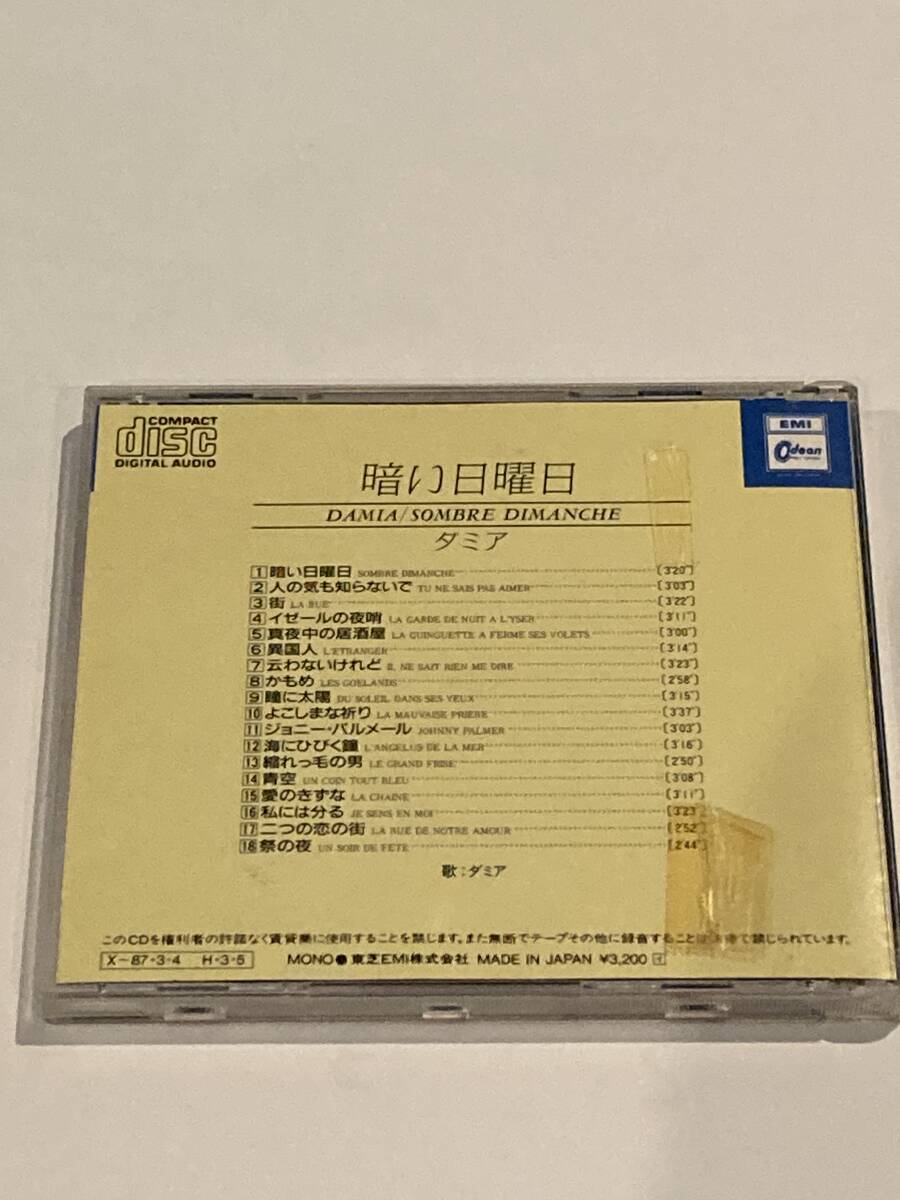 COMPACT
disc
DIGITAL AUDIO
EMI
Odeon
暗い日曜日
DAMIA/SOMBRE DIMANCHE
ダミア
1 暗い日曜日 SOMBRE DIMANCHE (3'20")
2 人の気も知らないで TU NE SAIS PAS AIMER (3'03")
3 街 LA RUE (3'22")
4 イゼールの夜哨 LA GARDE DE NUIT A L'YSER (3'11")
5 真夜中の居酒屋 LA GUINGUETTE A FERME SES VOLETS (3'00")
6 異国人 L'ETRANGER (3'14")
7 云わないけれど IL NE SAIT RIEN ME DIRE (3'23")
8 かもめ LES GOELANDS (2'58")
9 瞳に太陽 DU SOLEIL DANS SES YEUX (3'15")
10 よこしまな祈り LA MAUVAISE PRIERE (3'37")
11 ジョニー・パルメール JOHNNY PALMER (3'03")
12 海にひびく鐘 L'ANGELUS DE LA MER (3'16")
13 縮れっ毛の男 LE GRAND FRISE (2'50")
14 青空 UN COIN TOUT BLEU (3'08")
15 愛のきずな LA CHAINE (3'11")
16 私には分る JE SENS EN MOI (3'23")
17 二つの恋の街 LA RUE DE NOTRE AMOUR (2'52")
18 祭の夜 UN SOIR DE FETE (2'44")
歌：ダミア
このCDを権利者の許諾なく賃貸業に使用することを禁じます。また無断でテープその他に録音することは法律で禁じられています。
X-87・3・4 H・3・5 MONO● 東芝EMI株式会社 MADE IN JAPAN ¥3,200 イ